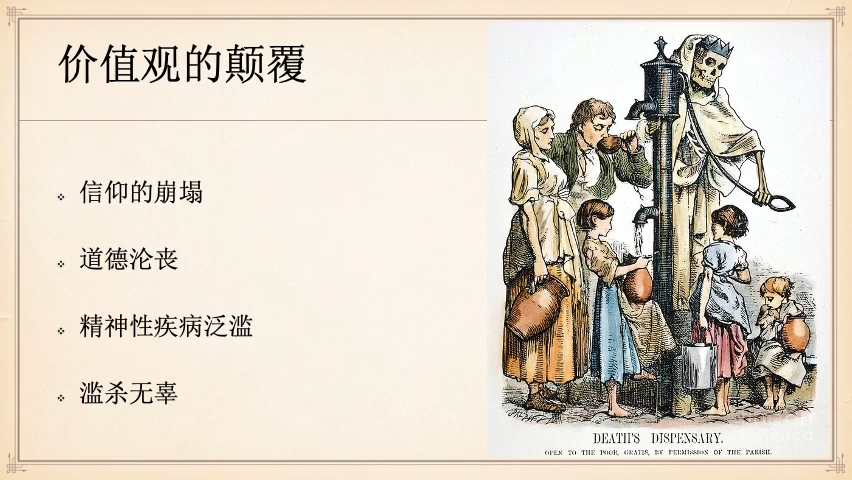 价值观的颠覆
信仰的崩塌
道德沦丧
精神性疾病泛滥
滥杀无辜
DEATH'S DISPENSARY.
OPEN TO THE POOR, GRATIS, BY PERMISSION OF THE PARISH.